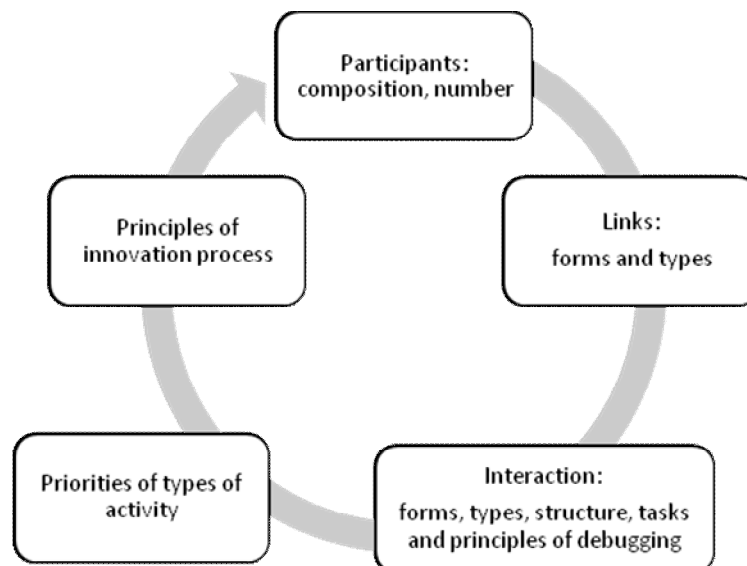 Participants:
composition, number
Links:
forms and types
Interaction:
forms, types, structure, tasks
and principles of debugging
Priorities of types of
activity
Principles of
innovation process